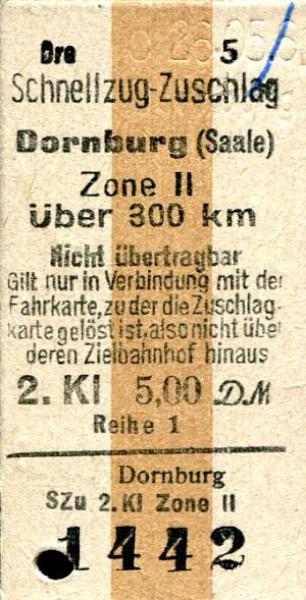 Dre 5
Schnellzug-Zuschlag
Dornburg (Saale)
Zone II
über 300 km
Nicht übertragbar
Gilt nur in Verbindung mit der
Fahrkarte, zu der die Zuschlag-
karte gelöst ist, also nicht über
deren Zielbahnhof hinaus
2. Kl 5,00 DM
Reihe 1
Dornburg
SZu 2. Kl Zone II
1442